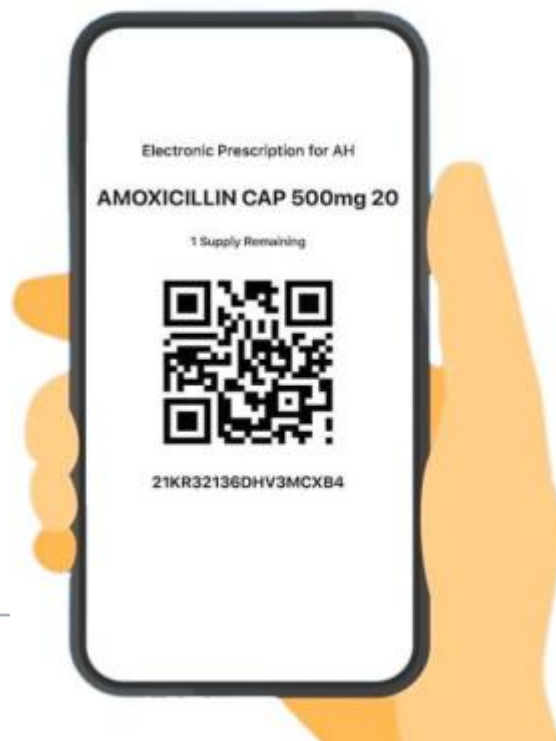 Electronic Prescription for AH
AMOXICILLIN CAP 500mg 20
1 Supply Remaining
21KR32136DHV3MCXB4